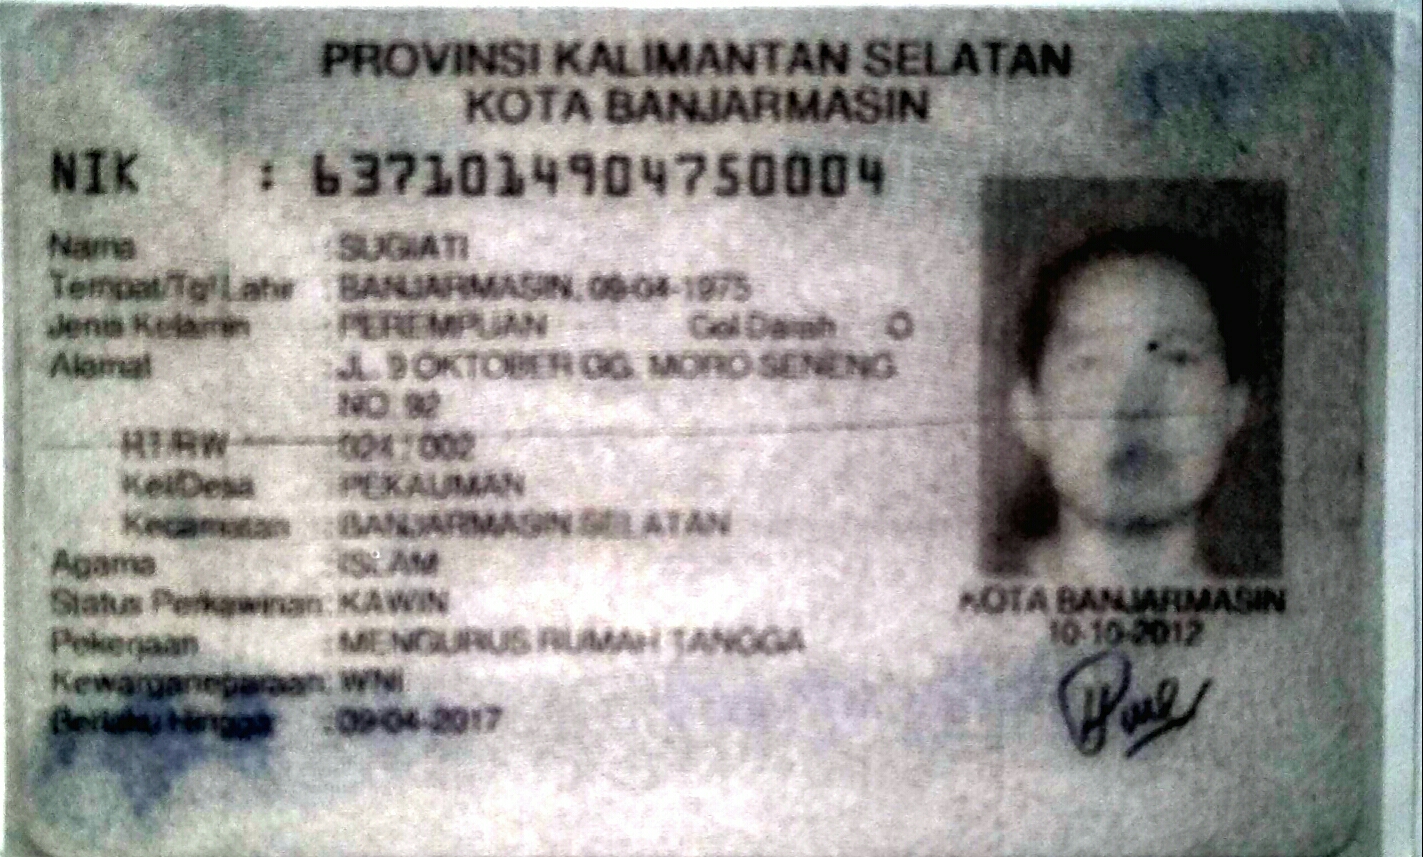 PROVINSI KALIMANTAN SELATAN
KOTA BANJARMASIN
NIK : 6371014904750004
Nama : SUGIATI
Tempat/Tgl Lahir : BANJARMASIN, 09-04-1975
Jenis Kelamin : PEREMPUAN Gol Darah O
Alamat : JL. 9 OKTOBER GG. MORO SENENG
NO. 92
RT/RW : 024 / 002
Kel/Desa : PEKAUMAN
Kecamatan : BANJARMASIN SELATAN
Agama : ISLAM
Status Perkawinan: KAWIN
Pekerjaan : MENGURUS RUMAH TANGGA
Kewarganegaraan: WNI
Berlaku Hingga : 09-04-2017
KOTA BANJARMASIN
10-10-2012